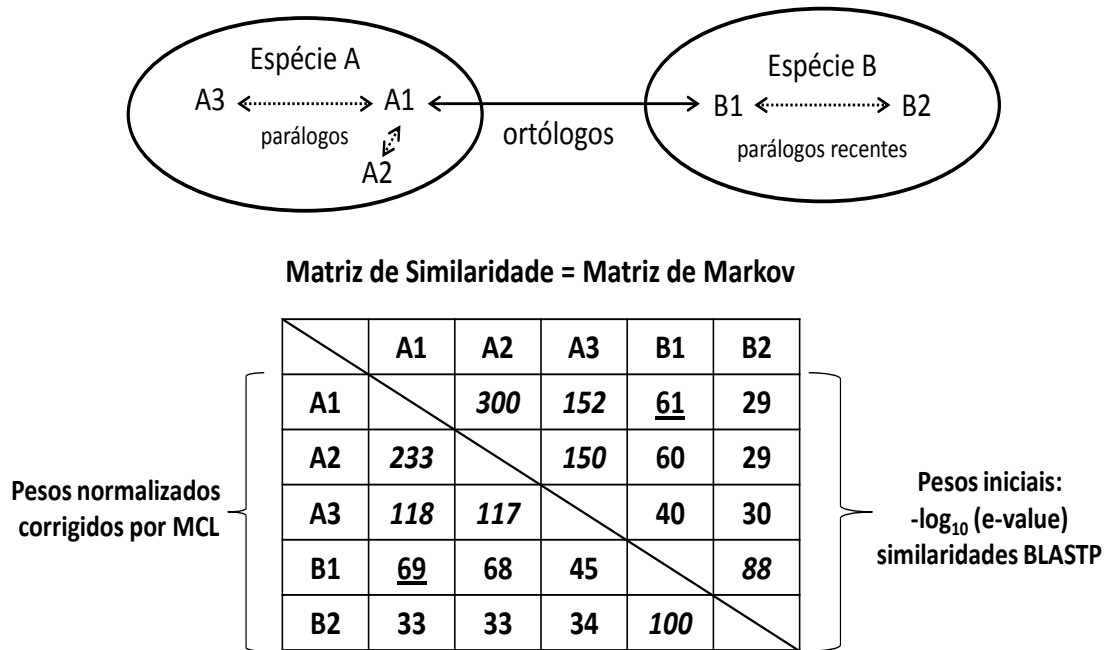 Espécie A
Espécie B
A3 A1
B1 B2
parálogos
ortólogos
parálogos recentes
A2
Matriz de Similaridade = Matriz de Markov
A1 A2 A3 B1 B2
A1 300 152 61 29
A2 233 150 60 29
A3 118 117 40 30
B1 69 68 45 88
B2 33 33 34 100
Pesos normalizados
corrigidos por MCL
Pesos iniciais:
-log10 (e-value)
similaridades BLASTP